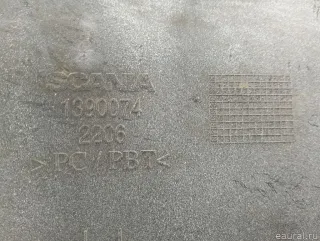 SCANIA
1390074
2206
>PC/PBT<
eaural.ru